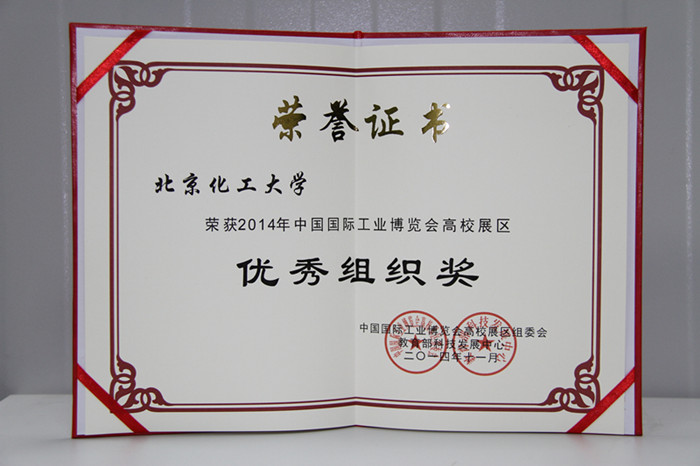 荣誉证书
北京化工大学
荣获2014年中国国际工业博览会高校展区
优秀组织奖
中国国际工业博览会高校展区组委会
教育部科技发展中心
二〇一四年十一月